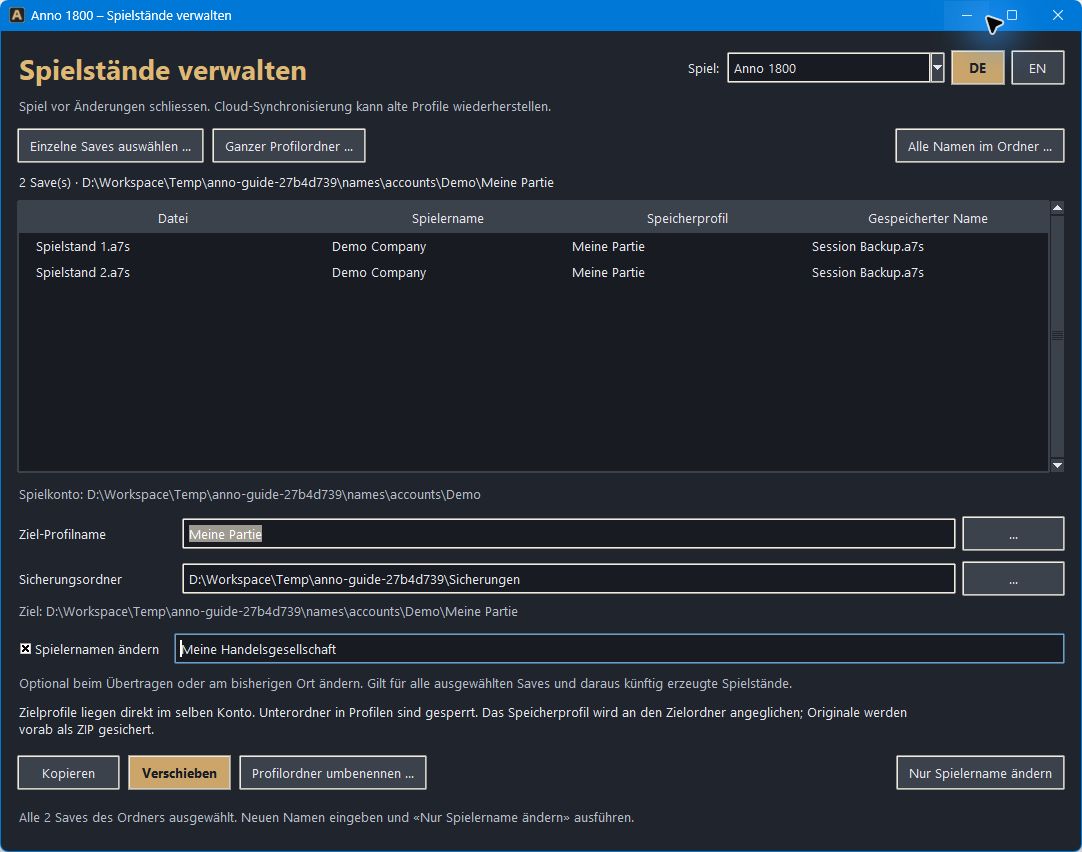 Anno 1800 – Spielstände verwalten
Spielstände verwalten
Spiel: Anno 1800 DE EN
Spiel vor Änderungen schliessen. Cloud-Synchronisierung kann alte Profile wiederherstellen.
Einzelne Saves auswählen ... Ganzer Profilordner ... Alle Namen im Ordner ...
2 Save(s) · D:\Workspace\Temp\anno-guide-27b4d739\names\accounts\Demo\Meine Partie
Datei Spielername Speicherprofil Gespeicherter Name
Spielstand 1.a7s Demo Company Meine Partie Session Backup.a7s
Spielstand 2.a7s Demo Company Meine Partie Session Backup.a7s
Spielkonto: D:\Workspace\Temp\anno-guide-27b4d739\names\accounts\Demo
Ziel-Profilname Meine Partie ...
Sicherungsordner D:\Workspace\Temp\anno-guide-27b4d739\Sicherungen ...
Ziel: D:\Workspace\Temp\anno-guide-27b4d739\names\accounts\Demo\Meine Partie
Spielernamen ändern Meine Handelsgesellschaft
Optional beim Übertragen oder am bisherigen Ort ändern. Gilt für alle ausgewählten Saves und daraus künftig erzeugte Spielstände.
Zielprofile liegen direkt im selben Konto. Unterordner in Profilen sind gesperrt. Das Speicherprofil wird an den Zielordner angeglichen; Originale werden
vorab als ZIP gesichert.
Kopieren Verschieben Profilordner umbenennen ... Nur Spielername ändern
Alle 2 Saves des Ordners ausgewählt. Neuen Namen eingeben und «Nur Spielername ändern» ausführen.